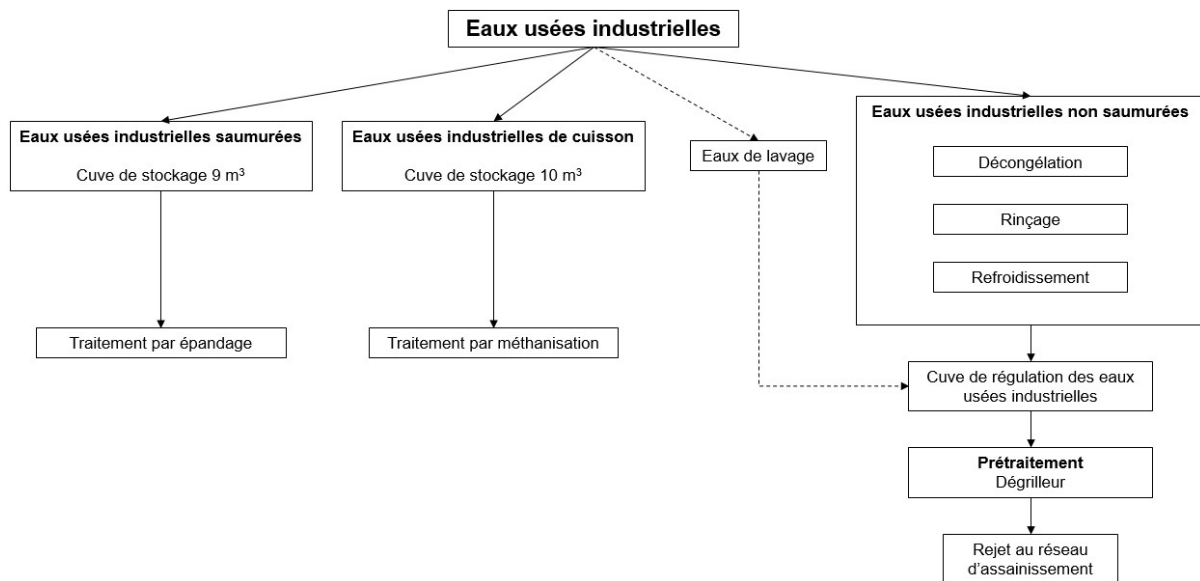 Eaux usées industrielles
Eaux usées industrielles saumurées
Cuve de stockage 9 m³
Traitement par épandage
Eaux usées industrielles de cuisson
Cuve de stockage 10 m³
Traitement par méthanisation
Eaux de lavage
Eaux usées industrielles non saumurées
Décongélation
Rinçage
Refroidissement
Cuve de régulation des eaux
usées industrielles
Prétraitement
Dégrilleur
Rejet au réseau
d'assainissement